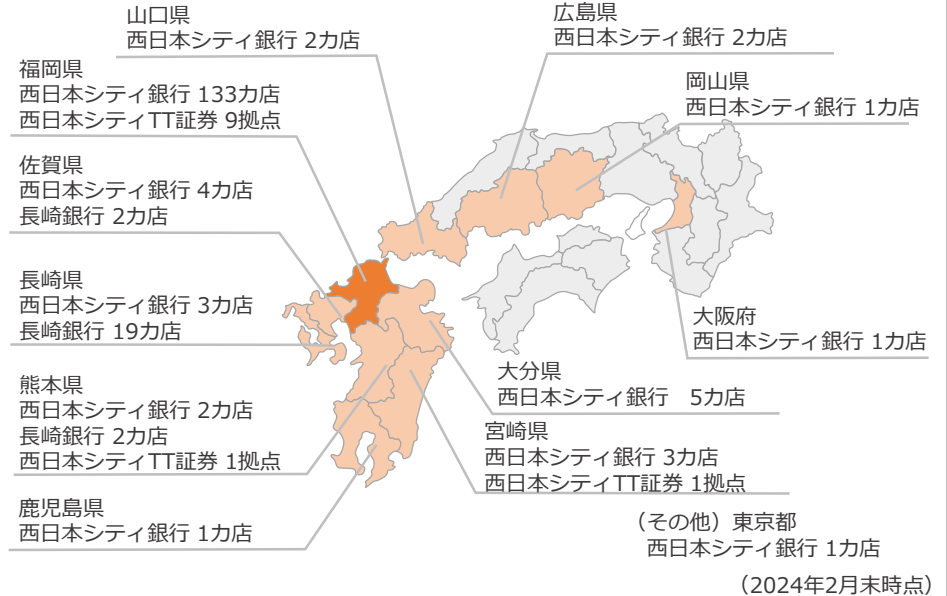 山口県
西日本シティ銀行 2カ店
広島県
西日本シティ銀行 2カ店
福岡県
西日本シティ銀行 133カ店
西日本シティTT証券 9拠点
岡山県
西日本シティ銀行 1カ店
佐賀県
西日本シティ銀行 4カ店
長崎銀行 2カ店
長崎県
西日本シティ銀行 3カ店
長崎銀行 19カ店
大阪府
西日本シティ銀行 1カ店
熊本県
西日本シティ銀行 2カ店
長崎銀行 2カ店
西日本シティTT証券 1拠点
大分県
西日本シティ銀行　5カ店
宮崎県
西日本シティ銀行 3カ店
西日本シティTT証券 1拠点
鹿児島県
西日本シティ銀行 1カ店
（その他）東京都
西日本シティ銀行 1カ店
（2024年2月末時点）